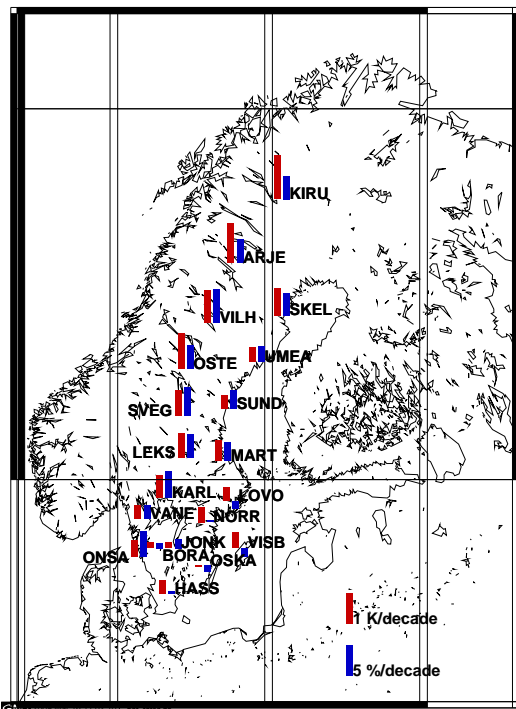 KIRU
ARJE
SKEL
VILH
UMEA
OSTE
SVEG
SUND
LEKS
MART
KARL
LOVO
VANE
NORR
JONK
VISB
ONSA
BORA
OSKA
HASS
1 K/decade
5 %/decade